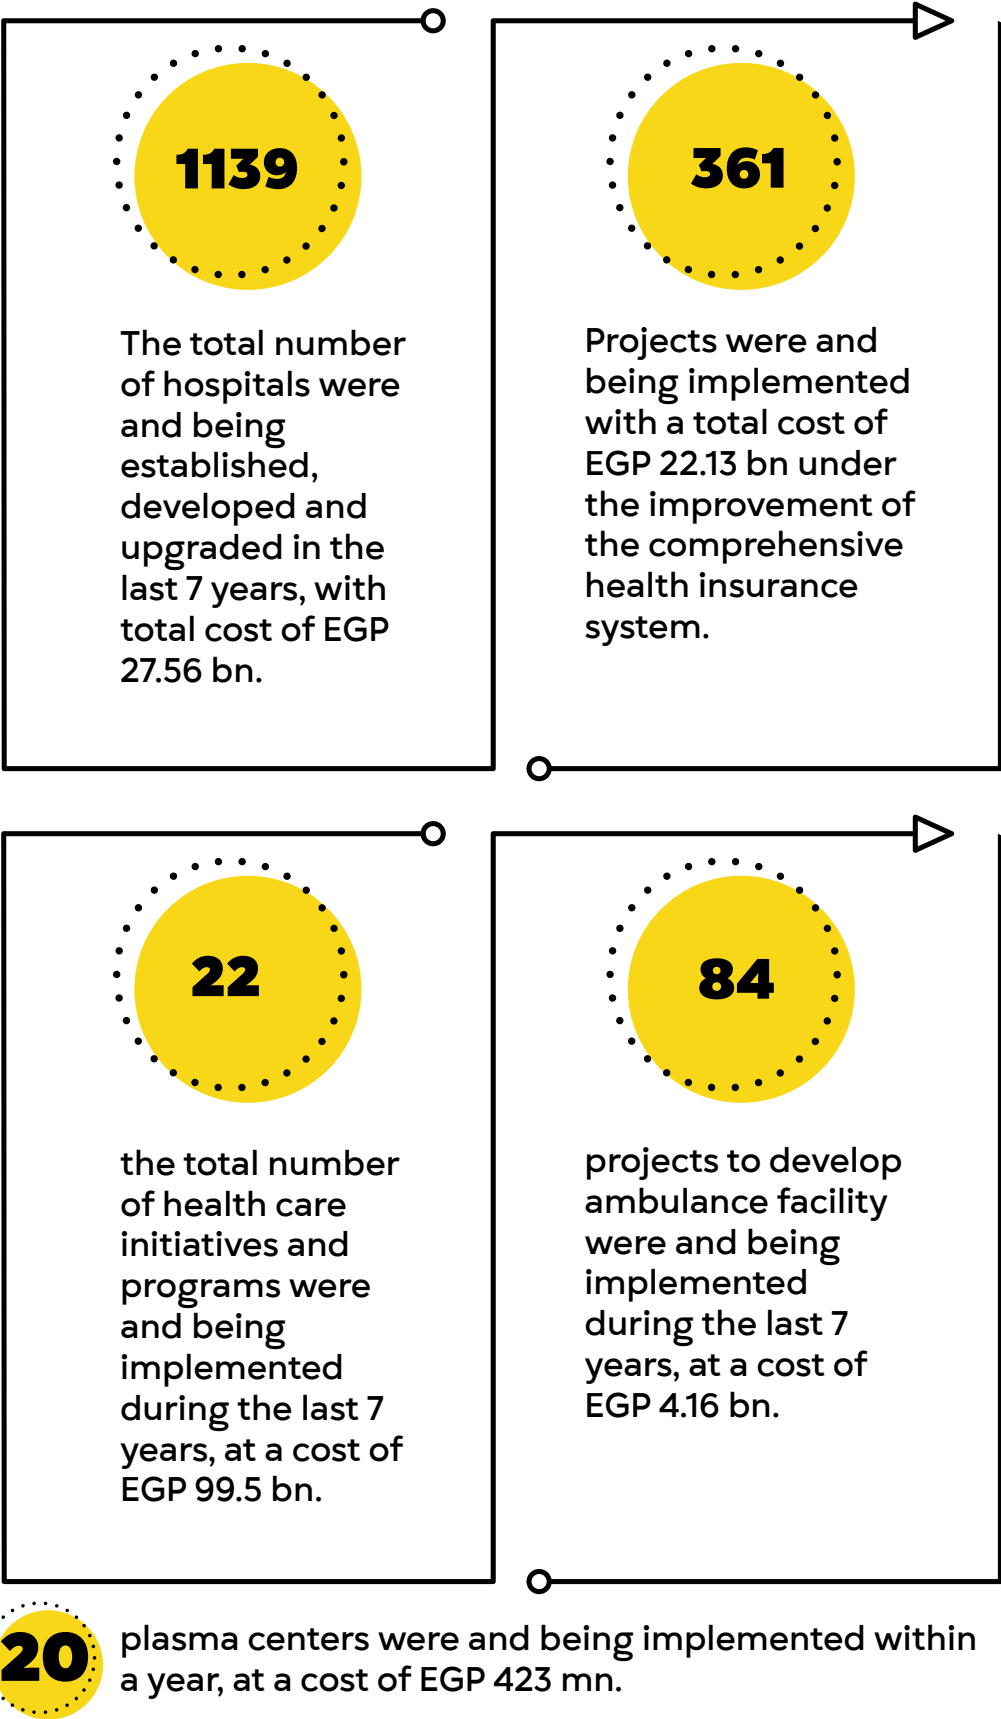 1139
The total number
of hospitals were
and being
established,
developed and
upgraded in the
last 7 years, with
total cost of EGP
27.56 bn.
361
Projects were and
being implemented
with a total cost of
EGP 22.13 bn under
the improvement of
the comprehensive
health insurance
system.
22
the total number
of health care
initiatives and
programs were
and being
implemented
during the last 7
years, at a cost of
EGP 99.5 bn.
84
projects to develop
ambulance facility
were and being
implemented
during the last 7
years, at a cost of
EGP 4.16 bn.
20
plasma centers were and being implemented within
a year, at a cost of EGP 423 mn.